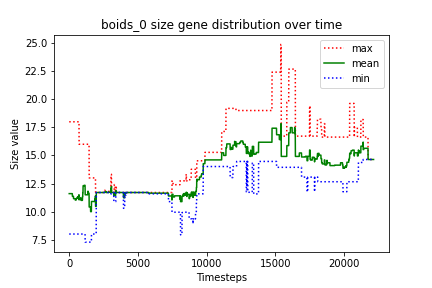 boids_0 size gene distribution over time
Size value
25.0
22.5
20.0
17.5
15.0
12.5
10.0
7.5
max
mean
min
0
5000
10000
15000
20000
Timesteps